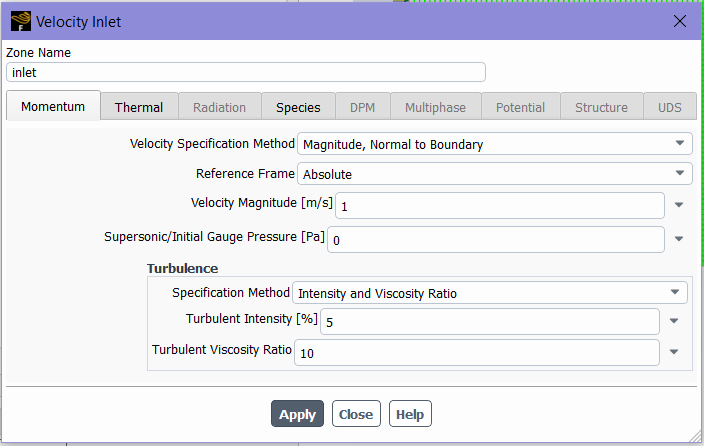 F Velocity Inlet
Zone Name
inlet
Momentum Thermal Radiation Species DPM Multiphase Potential Structure UDS
Velocity Specification Method Magnitude, Normal to Boundary
Reference Frame Absolute
Velocity Magnitude [m/s] 1
Supersonic/Initial Gauge Pressure [Pa] 0
Turbulence
Specification Method Intensity and Viscosity Ratio
Turbulent Intensity [%] 5
Turbulent Viscosity Ratio 10
Apply Close Help